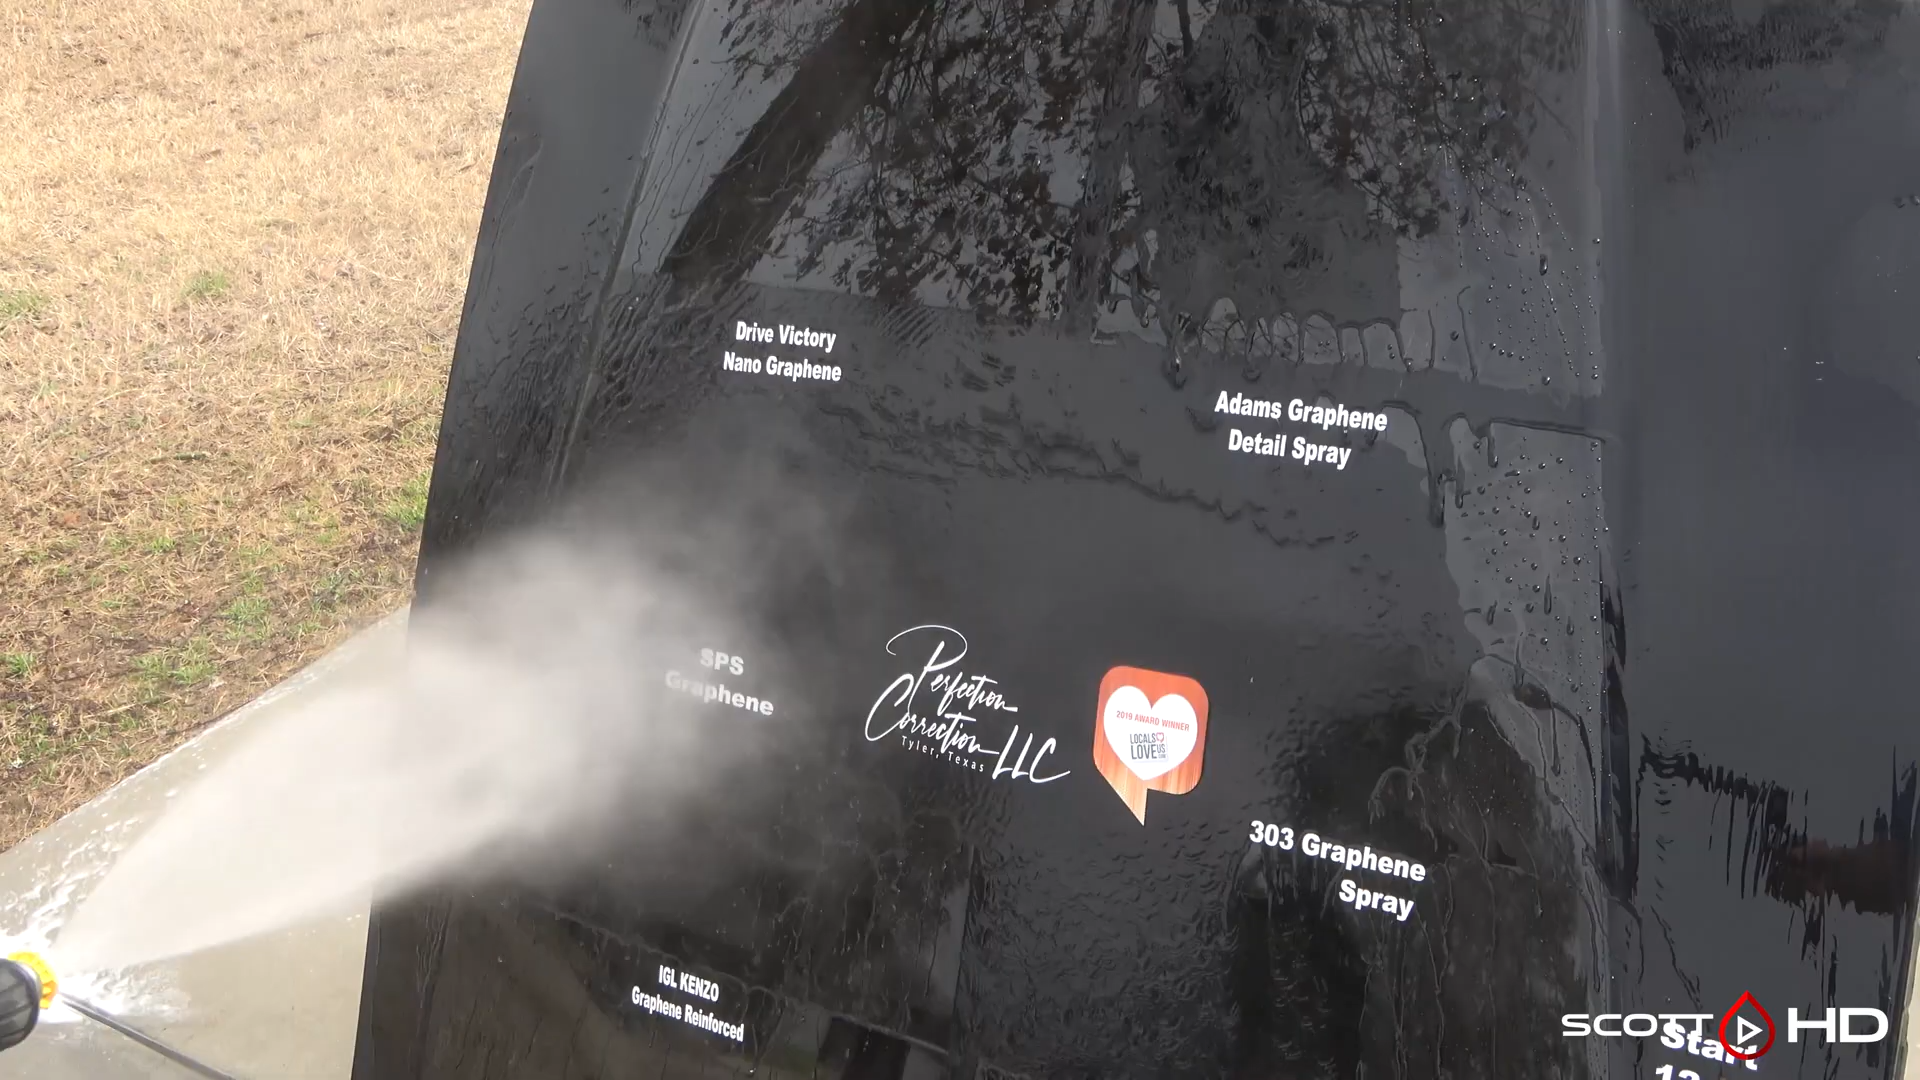 Drive Victory
Nano Graphene
Adams Graphene
Detail Spray
SPS
Graphene
Perfection
Correction LLC
Tyler, Texas
2019 AWARD WINNER
LOCALS
LOVE US
303 Graphene
Spray
IGL KENZO
Graphene Reinforced
SCOTT HD
Start